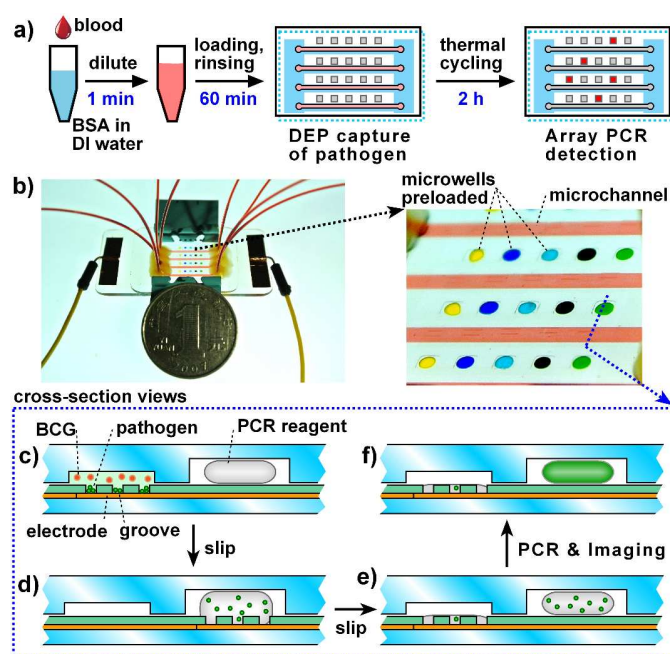 a)
blood
dilute
1 min
BSA in
DI water
loading,
rinsing
60 min
DEP capture
of pathogen
thermal
cycling
2 h
Array PCR
detection
b)
microwells
preloaded
microchannel
cross-section views
c)
BCG
pathogen
PCR reagent
electrode
groove
slip
d)
slip
e)
PCR & Imaging
f)